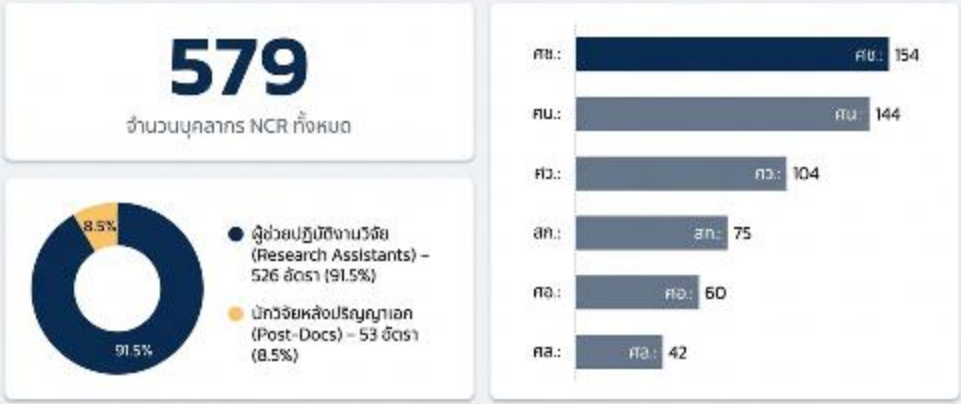 579
จำนวนบุคลากร NCR ทั้งหมด
8.5%
91.5%
ผู้ช่วยปฏิบัติงานวิจัย
(Research Assistants) –
526 อัตรา (91.5%)
นักวิจัยหลังปริญญาเอก
(Post-Docs) – 53 อัตรา
(8.5%)
ศช.: ศช.: 154
ศน.: ศน.: 144
ศว.: ศว.: 104
สก.: สก.: 75
ศอ.: ศอ.: 60
ศล.: ศล.: 42